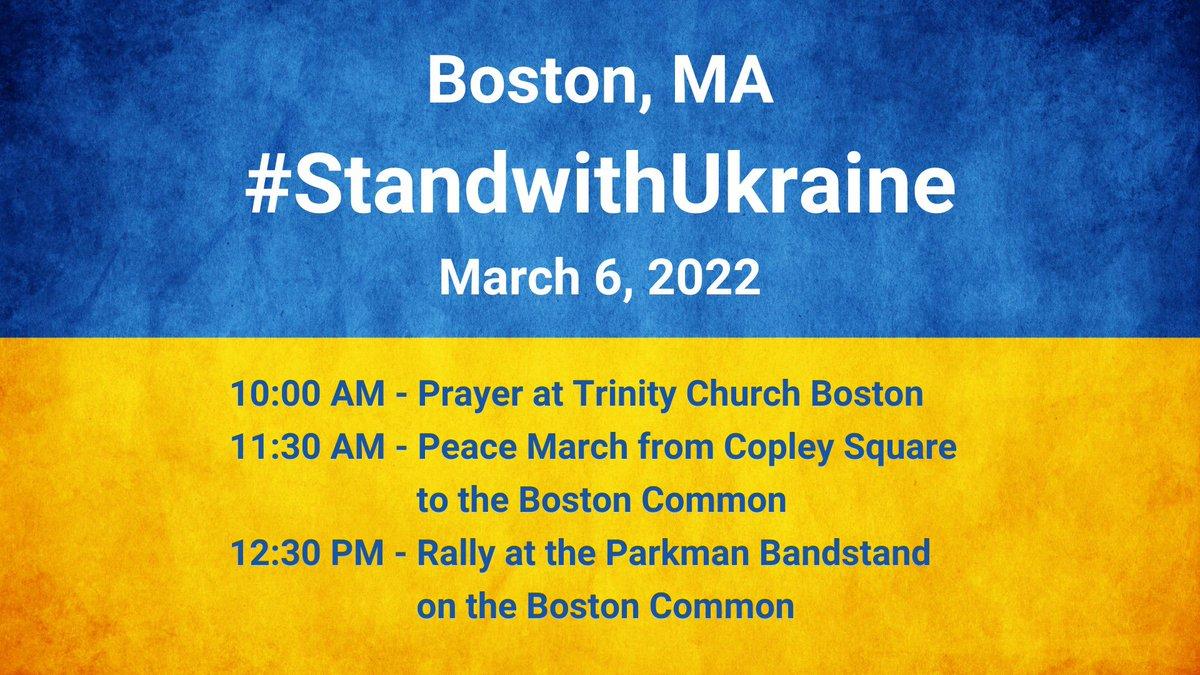 Boston, MA
#StandwithUkraine
March 6, 2022
10:00 AM - Prayer at Trinity Church Boston
11:30 AM - Peace March from Copley Square
to the Boston Common
12:30 PM - Rally at the Parkman Bandstand
on the Boston Common